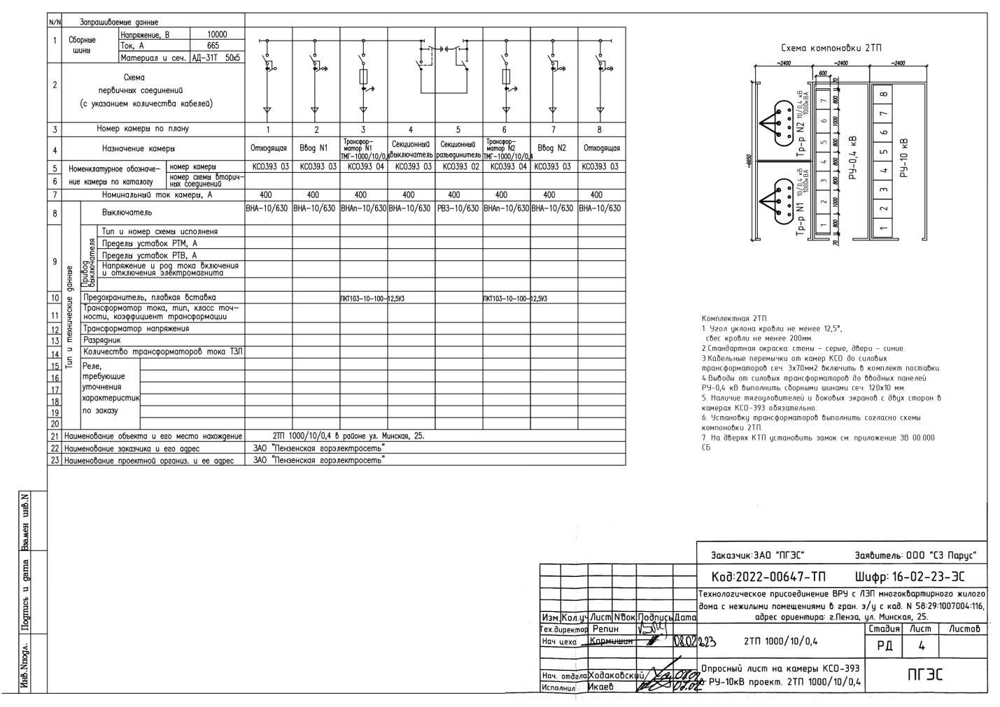 N/N Запрашиваемые данные
1 Сборные шины Напряжение, В 10000
Ток, А 665
Материал и сеч. АД-31Т 50х5
2 Схема
первичных соединений
(с указанием количества кабелей)
3 Номер камеры по плану 1 2 3 4 5 6 7 8
4 Назначение камеры Отходящая Ввод N1 Трансфор-матор N1 ТМГ-1000/10/0,4 Секционный выключатель Секционный разъединитель Трансфор-матор N2 ТМГ-1000/10/0,4 Ввод N2 Отходящая
5 Номенклатурное обозначе- номер камеры КСО393 03 КСО393 03 КСО393 04 КСО393 03 КСО393 02 КСО393 04 КСО393 03 КСО393 03
6 ние камеры по каталогу номер схемы вторич-ных соединений
7 Номинальный ток камеры, А 400 400 400 400 400 400 400 400
Тип и технические данные
8 Выключатель ВНА-10/630 ВНА-10/630 ВНАп-10/630 ВНА-10/630 РВЗ-10/630 ВНАп-10/630 ВНА-10/630 ВНА-10/630
9 Привод выключателя
Тип и номер схемы исполненя
Пределы уставок РТМ, А
Пределы уставок РТВ, А
Напряжение и род тока включения
и отключения электромагнита
10 Предохранитель, плавкая вставка ПКТ103-10-100-12,5У3 ПКТ103-10-100-12,5У3
11 Трансформатор тока, тип, класс точ-
ности, коэффициент трансформации
12 Трансформатор напряжения
13 Разрядник
14 Количество трансформаторов тока ТЗЛ
15 Реле,
16 требующие
17 уточнения
18 характеристик
19 по заказу
20
21 Наименование объекта и его место нахождение 2ТП 1000/10/0,4 в районе ул. Минская, 25.
22 Наименование заказчика и его адрес ЗАО "Пензенская горэлектросеть"
23 Наименование проектной организ. и ее адрес ЗАО "Пензенская горэлектросеть"
Схема компоновки 2ТП
~2400 ~2400 ~2400
600
~6650
70 800 1000 800 800 800 1000 800 70
Тр-р N2 10/0,4 кВ 1000кВА
Тр-р N1 10/0,4 кВ 1000кВА
7 6 5 4 3 2 1
РУ-0,4 кВ
8 7 6 5 4 3 2 1
РУ-10 кВ
Комплектная 2ТП.
1. Угол уклона кровли не менее 12,5°,
свес кровли не менее 200мм.
2.Стандартная окраска: стены - серые, двери - синие.
3.Кабельные перемычки от камер КСО до силовых
трансформаторов сеч. 3х70мм2 включить в комплект поставки.
4.Выводы от силовых трансформаторов до вводных панелей
РУ-0,4 кВ выполнить сборными шинами сеч. 120х10 мм.
5. Наличие тягоуловителей и боковых экранов с двух сторон в
камерах КСО-393 обязательно.
6. Установку трансформаторов выполнить согласно схемы
компоновки 2ТП.
7. На дверях КТП установить замок см. приложение ЗВ 00.000
СБ
Взамен инв.N
Подпись и дата
Инв.Nподл.
Заказчик:ЗАО "ПГЭС" Заявитель: ООО "СЗ Парус"
Код:2022-00647-ТП Шифр: 16-02-23-ЭС
Технологическое присоединение ВРУ с ЛЭП многоквартирного жилого
дома с нежилыми помещениями в гран. з/у с кад. N 58:29:1007004:116,
адрес ориентира: г.Пенза, ул. Минская, 25.
Изм. Кол.уч Лист Nдок Подпись Дата
Тех.директор Репин
Нач цеха Кармишин 08.02.23
2ТП 1000/10/0,4
Стадия Лист Листов
РД 4
Нач. отдела Ходаковский 08.02
Исполнил Икаев 07.02
Опросный лист на камеры КСО-393
в РУ-10кВ проект. 2ТП 1000/10/0,4
ПГЭС